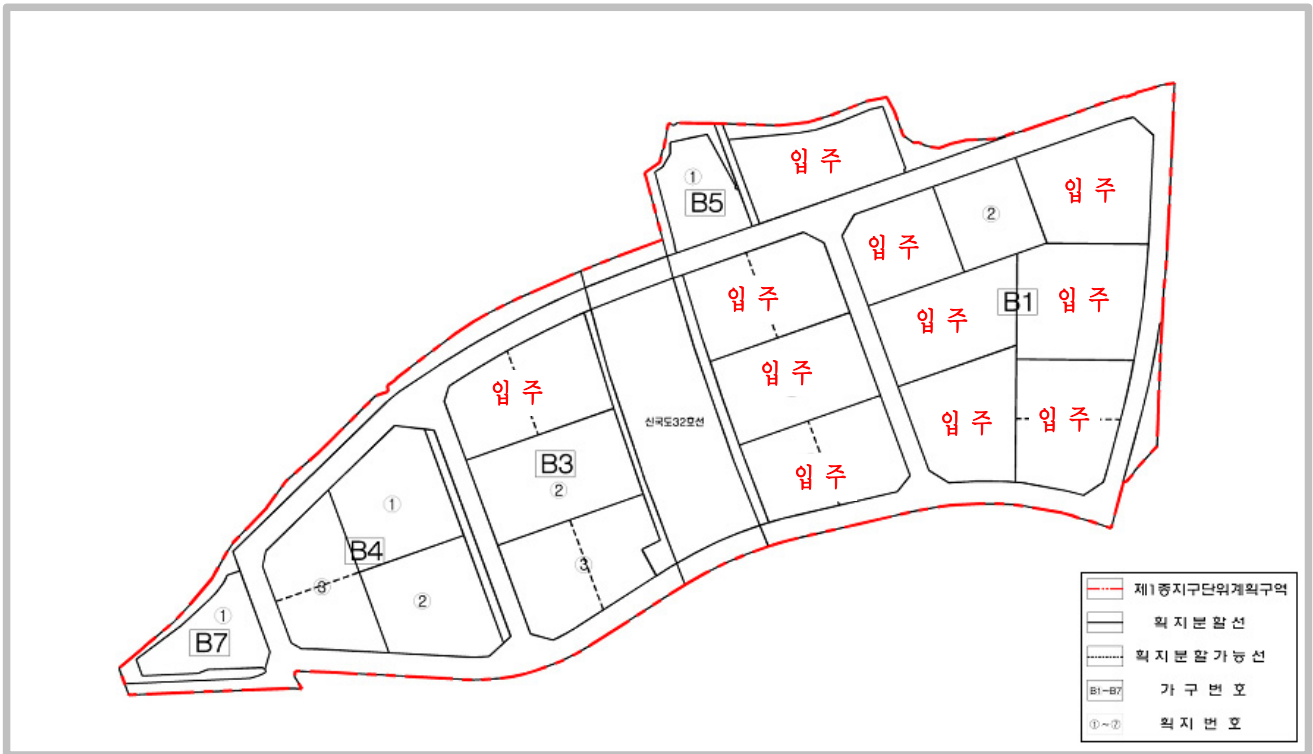 입 주
①
B5
입 주
②
입 주
입 주
B1
입 주
입 주
입 주
입 주
입 주
신국도32호선
입 주
입 주
입 주
B3
②
③
①
B4
③
②
①
B7
제1종지구단위계획구역
획 지 분 할 선
획 지 분 할 가 능 선
B1~B7 가 구 번 호
①~⑦ 획 지 번 호